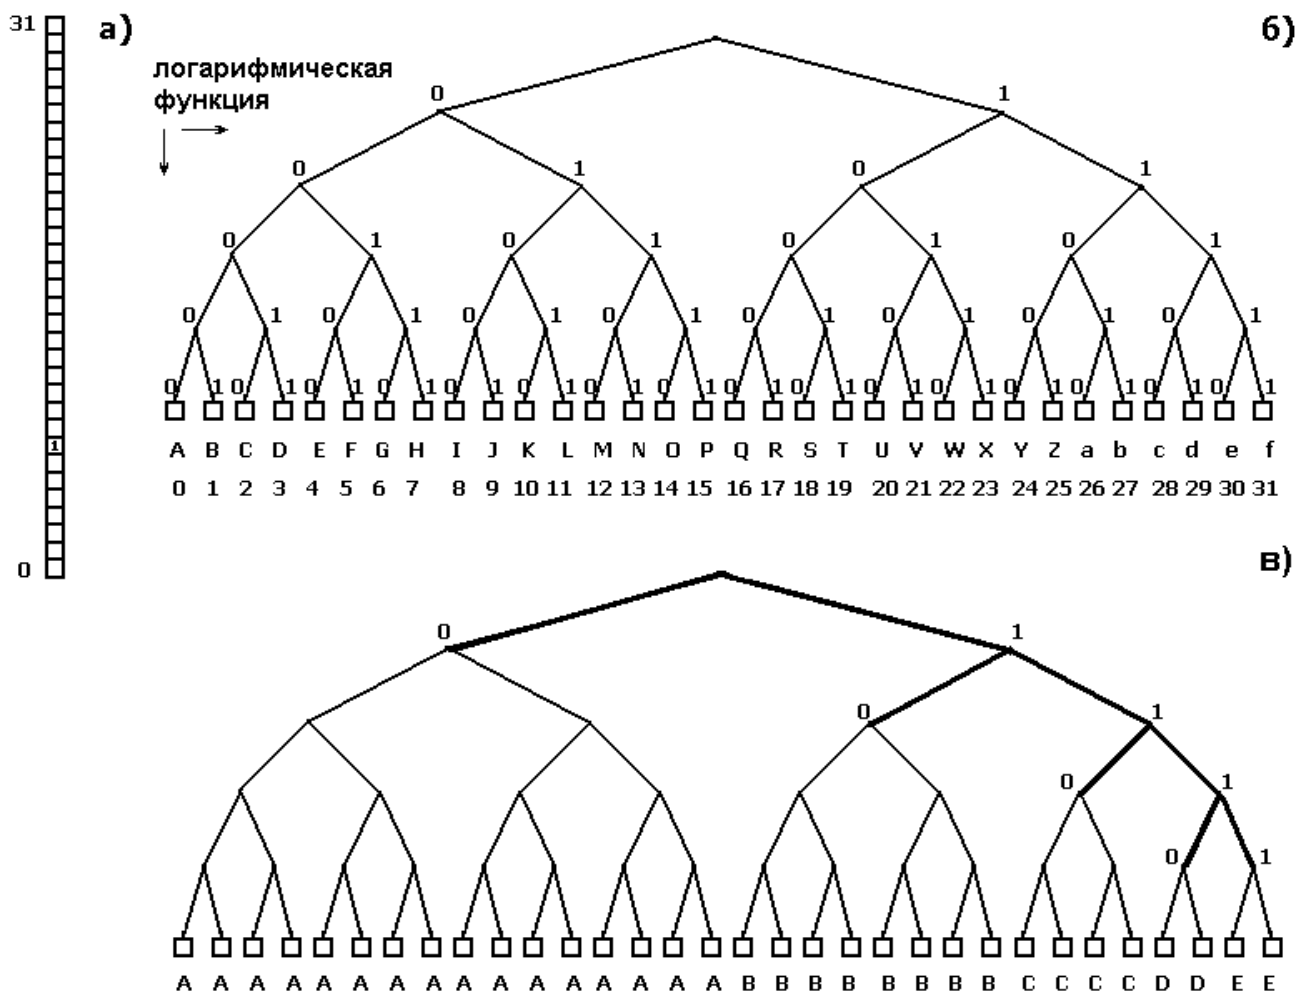 31 а) б)
логарифмическая
функция
0 1
0 1 0 1
0 1 0 1 0 1 0 1
0 1 0 1 0 1 0 1 0 1 0 1 0 1 0 1
0 1 0 1 0 1 0 1 0 1 0 1 0 1 0 1 0 1 0 1 0 1 0 1 0 1 0 1 0 1 0 1
1
A B C D E F G H I J K L M N O P Q R S T U V W X Y Z a b c d e f
0 1 2 3 4 5 6 7 8 9 10 11 12 13 14 15 16 17 18 19 20 21 22 23 24 25 26 27 28 29 30 31
0 в)
0 1
0 1
0 1
0 1
A A A A A A A A A A A A A A A A B B B B B B B B C C C C D D E E